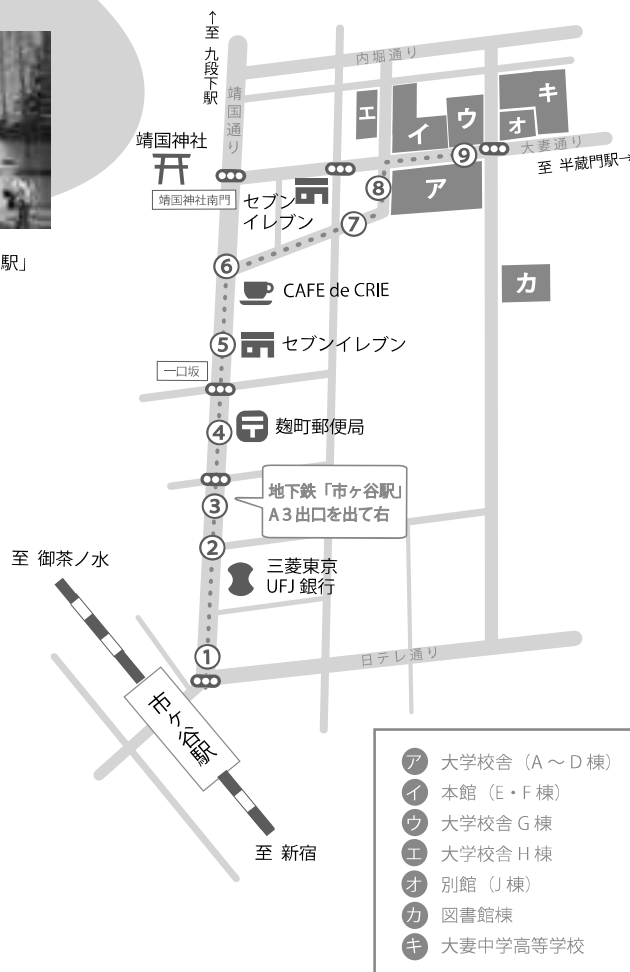 ↑至 九段下駅
内堀通り
靖国通り
キ
エ
ウ
オ
イ
靖国神社
大妻通り
⑨
至 半蔵門駅→
ア
⑧
靖国神社南門
セブン
イレブン
⑦
駅」
⑥
カ
CAFE de CRIE
⑤
セブンイレブン
一口坂
④
麹町郵便局
地下鉄「市ヶ谷駅」
A3出口を出て右
③
②
至 御茶ノ水
三菱東京
UFJ 銀行
①
日テレ通り
市ヶ谷駅
至 新宿
ア 大学校舎（A～D棟）
イ 本館（E・F棟）
ウ 大学校舎 G 棟
エ 大学校舎 H 棟
オ 別館（J棟）
カ 図書館棟
キ 大妻中学高等学校